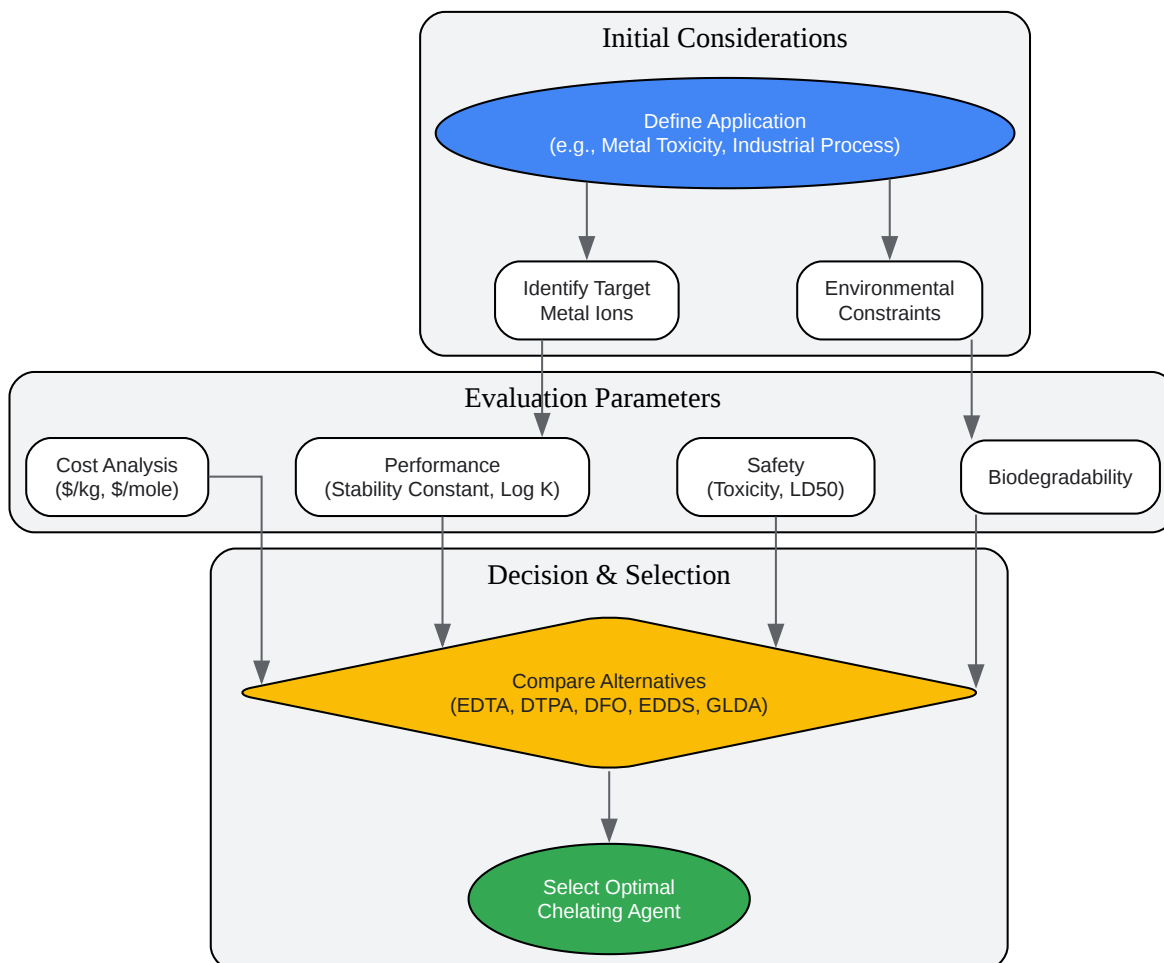 Initial Considerations
Define Application
(e.g., Metal Toxicity, Industrial Process)
Identify Target
Metal Ions
Environmental
Constraints
Evaluation Parameters
Cost Analysis
($/kg, $/mole)
Performance
(Stability Constant, Log K)
Safety
(Toxicity, LD50)
Biodegradability
Decision & Selection
Compare Alternatives
(EDTA, DTPA, DFO, EDDS, GLDA)
Select Optimal
Chelating Agent